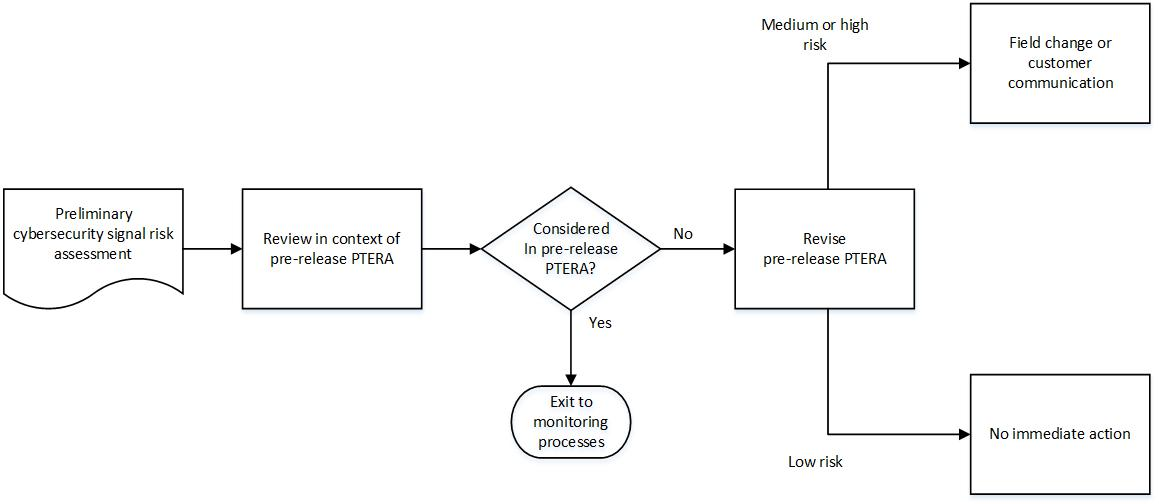 Medium or high
risk
Field change or
customer
communication
Preliminary
cybersecurity signal risk
assessment
Review in context of
pre-release PTERA
Considered
In pre-release
PTERA?
No
Revise
pre-release PTERA
Yes
Exit to
monitoring
processes
Low risk
No immediate action